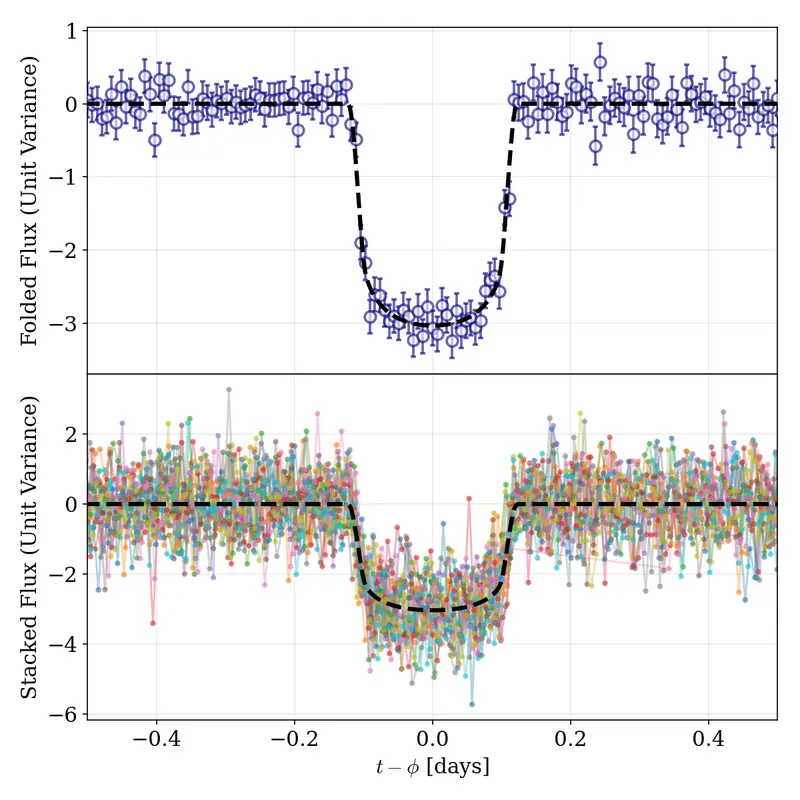 Folded Flux (Unit Variance)
1
0
−1
−2
−3
Stacked Flux (Unit Variance)
2
0
−2
−4
−6
−0.4 −0.2 0.0 0.2 0.4
t − ϕ [days]